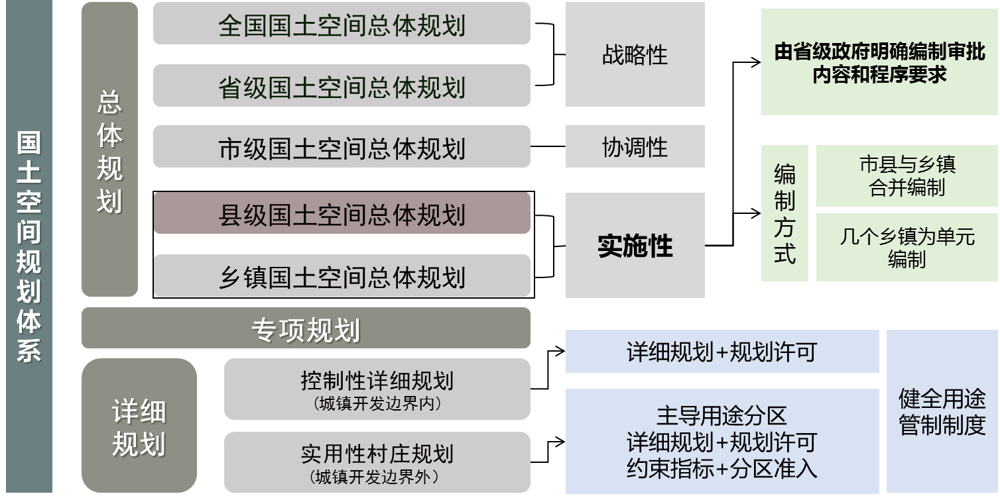 国土空间规划体系
总体规划
全国国土空间总体规划
省级国土空间总体规划
市级国土空间总体规划
县级国土空间总体规划
乡镇国土空间总体规划
战略性
协调性
实施性
由省级政府明确编制审批
内容和程序要求
编制方式
市县与乡镇
合并编制
几个乡镇为单元
编制
专项规划
详细
规划
控制性详细规划
（城镇开发边界内）
实用性村庄规划
（城镇开发边界外）
详细规划+规划许可
主导用途分区
详细规划+规划许可
约束指标+分区准入
健全用途
管制制度